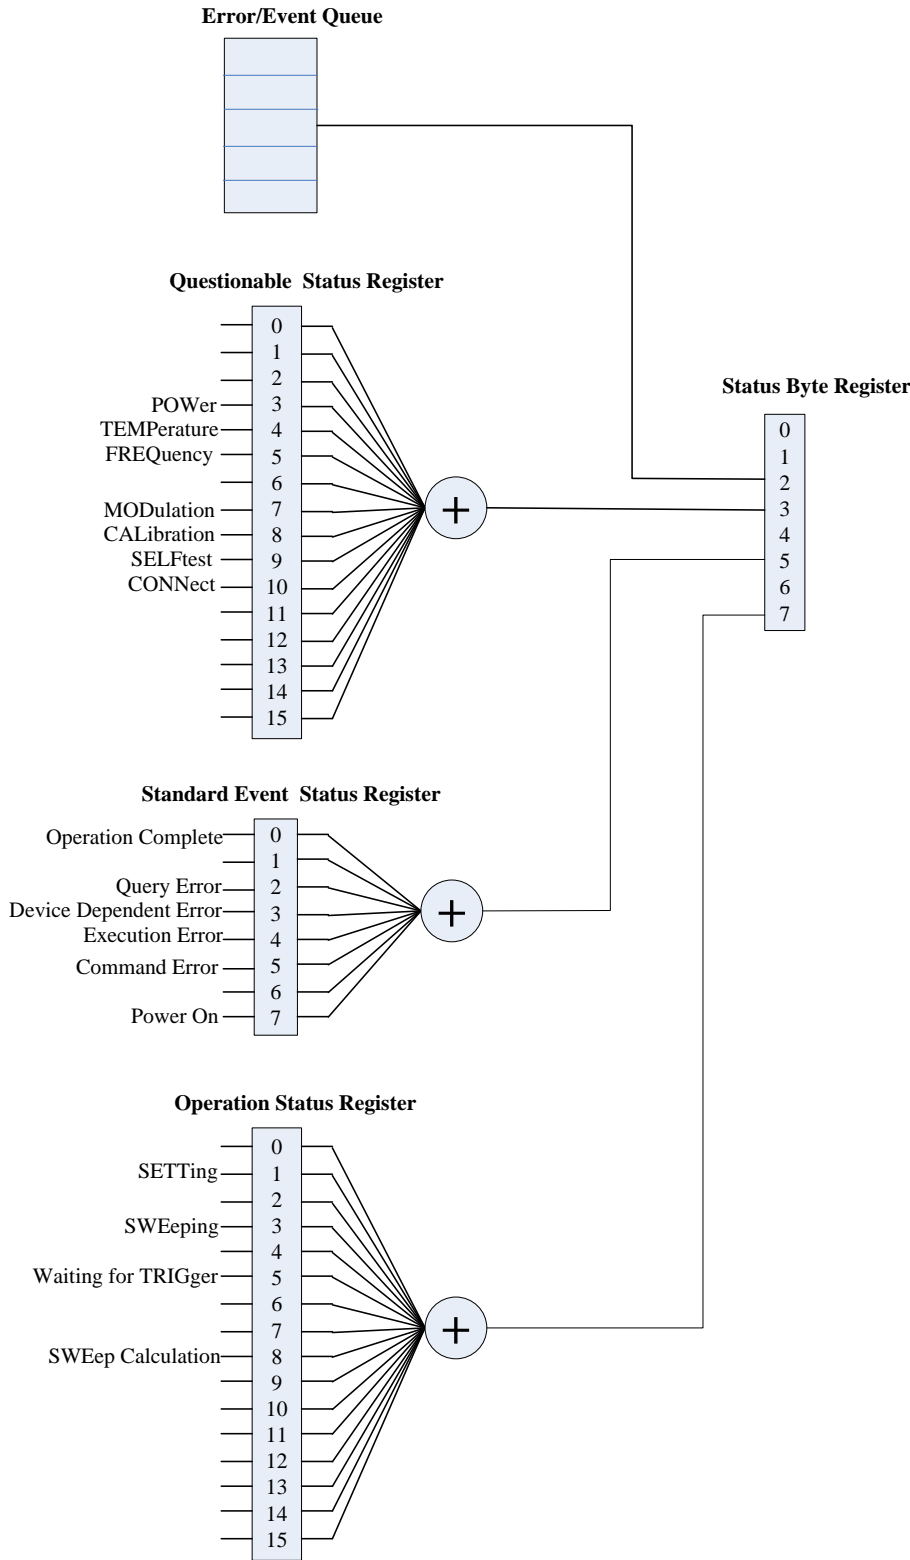 Error/Event Queue
Questionable Status Register
0
1
2
POWer 3
TEMPerature 4
FREQuency 5
6
MODulation 7
CALibration 8
SELFtest 9
CONNect 10
11
12
13
14
15
+
Status Byte Register
0
1
2
3
4
5
6
7
Standard Event Status Register
Operation Complete 0
1
Query Error 2
Device Dependent Error 3
Execution Error 4
Command Error 5
6
Power On 7
+
Operation Status Register
0
SETTing 1
2
SWEeping 3
4
Waiting for TRIGger 5
6
7
SWEep Calculation 8
9
10
11
12
13
14
15
+